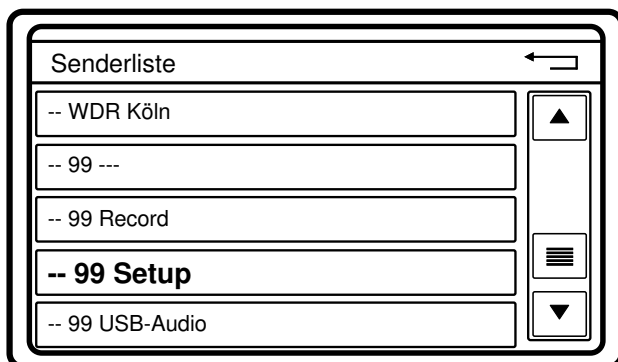 Senderliste
-- WDR Köln
-- 99 ---
-- 99 Record
-- 99 Setup
-- 99 USB-Audio